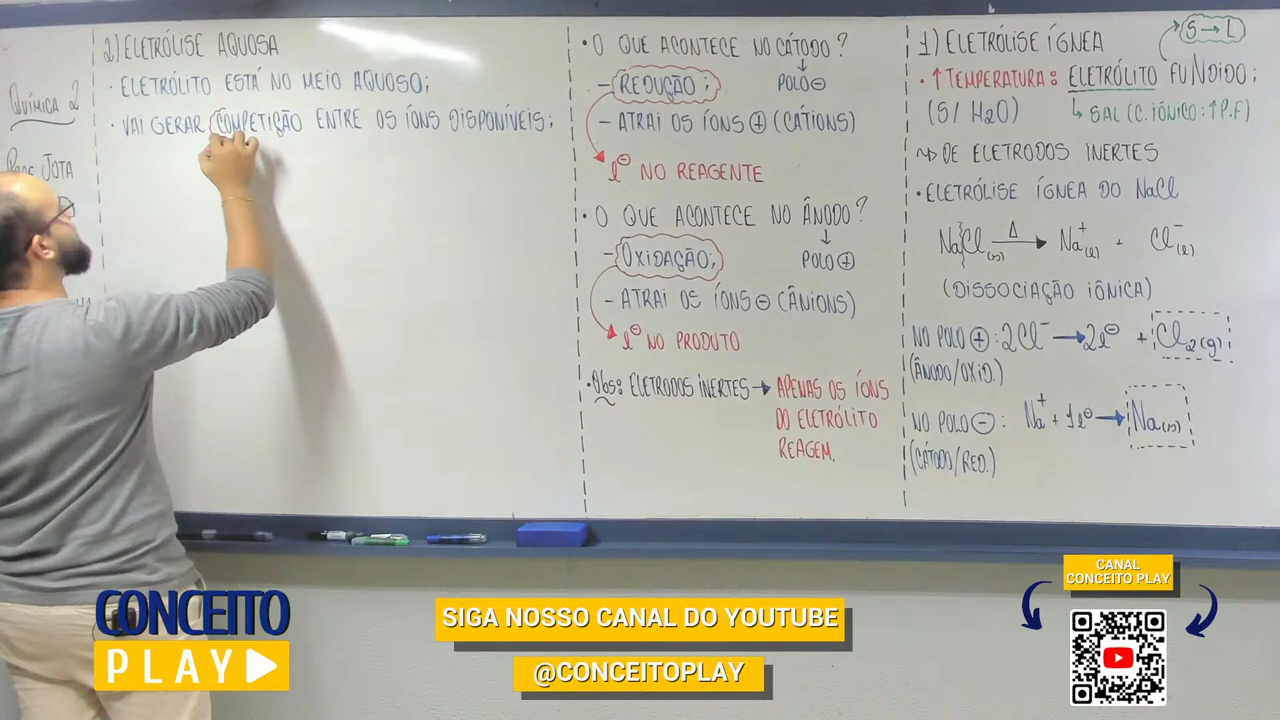 QUÍMICA 2
JOTA
2) ELETRÓLISE AQUOSA
· ELETRÓLITO ESTÁ NO MEIO AQUOSO;
· VAI GERAR COMPETIÇÃO ENTRE OS ÍONS DISPONÍVEIS;
· O QUE ACONTECE NO CÁTODO?
↓
– REDUÇÃO; POLO ⊖
– ATRAI OS ÍONS ⊕ (CÁTIONS)
e⊖ NO REAGENTE
· O QUE ACONTECE NO ÂNODO?
↓
– OXIDAÇÃO; POLO ⊕
– ATRAI OS ÍONS ⊖ (ÂNIONS)
e⊖ NO PRODUTO
· Obs: ELETRODOS INERTES → APENAS OS ÍONS
DO ELETRÓLITO
REAGEM.
S → L
1) ELETRÓLISE ÍGNEA
· ↑ TEMPERATURA: ELETRÓLITO FUNDIDO;
(S/ H2O) ↳ SAL (C. IÔNICO: ↑P.F)
⤳ DE ELETRODOS INERTES
· ELETRÓLISE ÍGNEA DO NaCl
NaCl(s) —Δ→ Na+(l) + Cl-(l)
(DISSOCIAÇÃO IÔNICA)
NO POLO ⊕: 2Cl- → 2e⊖ + Cl2(g)
(ÂNODO/OXID.)
NO POLO ⊖: Na+ + 1e⊖ → Na(s)
(CÁTODO/RED.)
CONCEITO
PLAY
SIGA NOSSO CANAL DO YOUTUBE
@CONCEITOPLAY
CANAL
CONCEITO PLAY